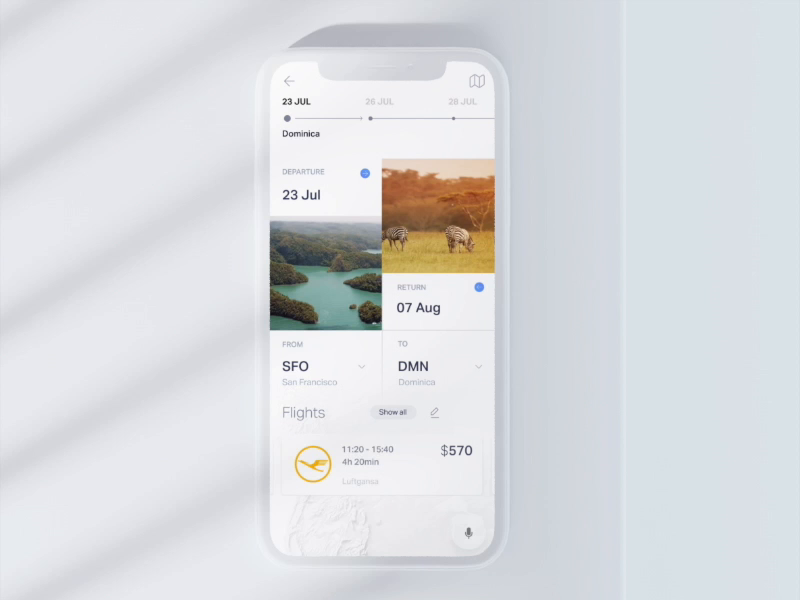 23 JUL
26 JUL
28 JUL
Dominica
DEPARTURE
23 Jul
RETURN
07 Aug
FROM
TO
SFO
DMN
San Francisco
Dominica
Flights
Show all
11:20 - 15:40
$570
4h 20min
Luftgansa